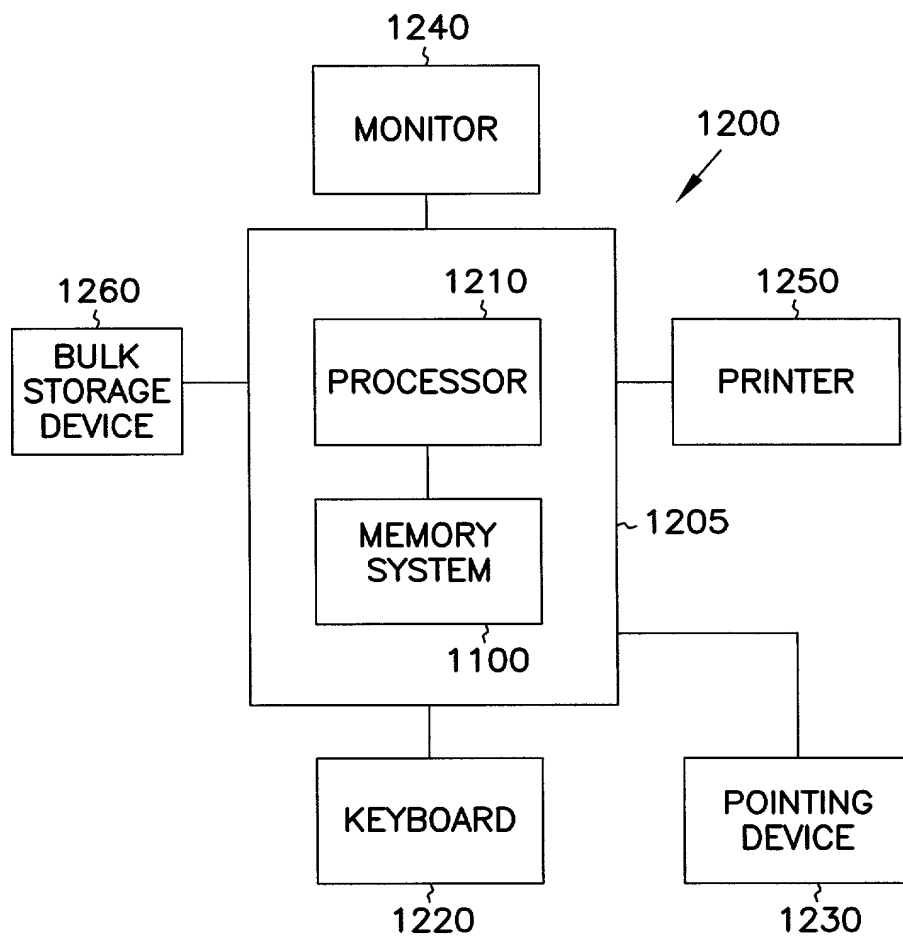 1240
MONITOR
1200
1260
BULK
STORAGE
DEVICE
1210
PROCESSOR
1250
PRINTER
MEMORY
SYSTEM
1205
1100
KEYBOARD
1220
POINTING
DEVICE
1230